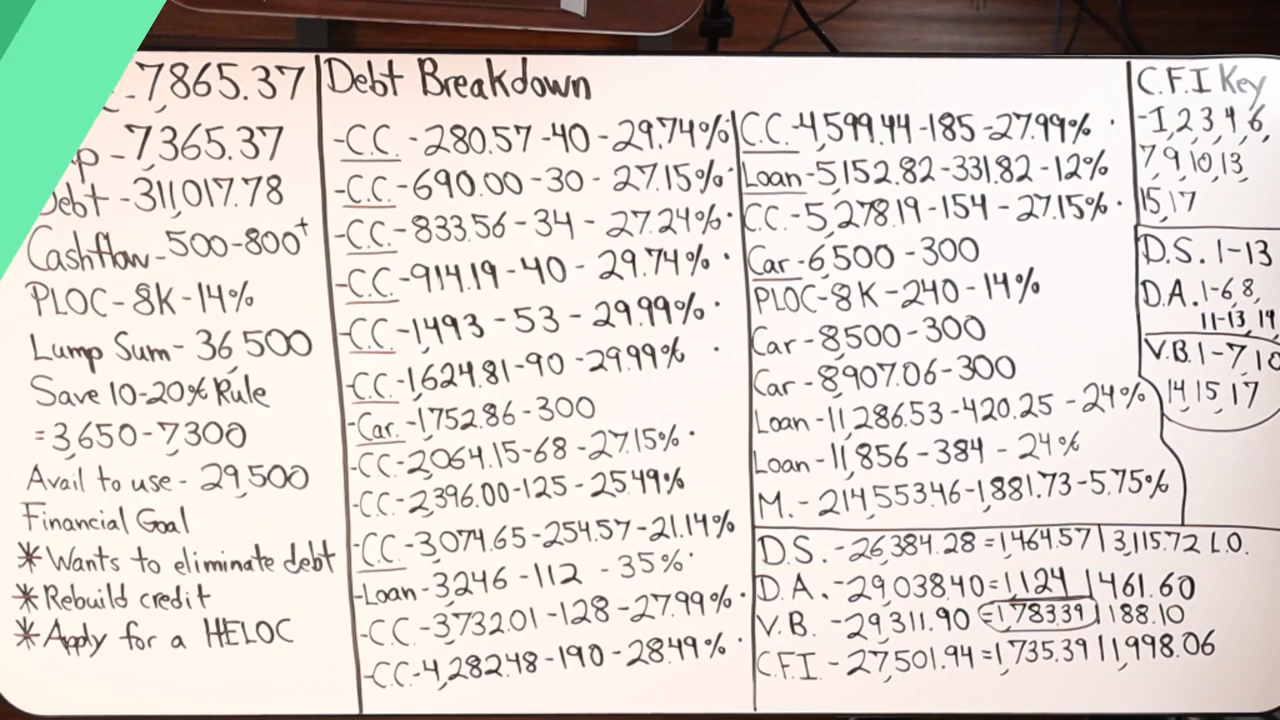 -7,865.37
-7,365.37
Debt -311,017.78
Cashflow-500-800+
PLOC-8K-14%
Lump Sum-36,500
Save 10-20% Rule
=3,650-7,300
Avail to use-29,500
Financial Goal
*Wants to eliminate debt
*Rebuild credit
*Apply for a HELOC
Debt Breakdown
-C.C.-280.57-40-29.74%
-C.C.-690.00-30-27.15%
-C.C.-833.56-34-27.24%
-C.C.-914.19-40-29.74%
-C.C.-1,493-53-29.99%
-C.C.-1,624.81-90-29.99%
-Car.-1,752.86-300
-C.C.-2,064.15-68-27.15%
-C.C.-2,396.00-125-25.49%
-C.C.-3,074.65-254.57-21.14%
-Loan-3,246-112-35%
-C.C.-3,732.01-128-27.99%
-C.C.-4,282.48-190-28.49%
C.C.-4,599.44-185-27.99%
Loan-5,152.82-331.82-12%
C.C.-5,278.19-154-27.15%
Car-6,500-300
PLOC-8K-240-14%
Car-8,500-300
Car-8,907.06-300
Loan-11,286.53-420.25-24%
Loan-11,856-384-24%
M.-214,553.46-1,881.73-5.75%
D.S.-26,384.28=1,464.57|3,115.72 L.O.
D.A.-29,038.40=1,124|461.60
V.B.-29,311.90=1,783.39|188.10
C.F.I-27,501.94=1,735.39|1,998.06
C.F.I Key
-1,2,3,4,6,
7,9,10,13,
15,17
D.S. 1-13
D.A. 1-6,8,
11-13,14
V.B. 1-7,10
14,15,17